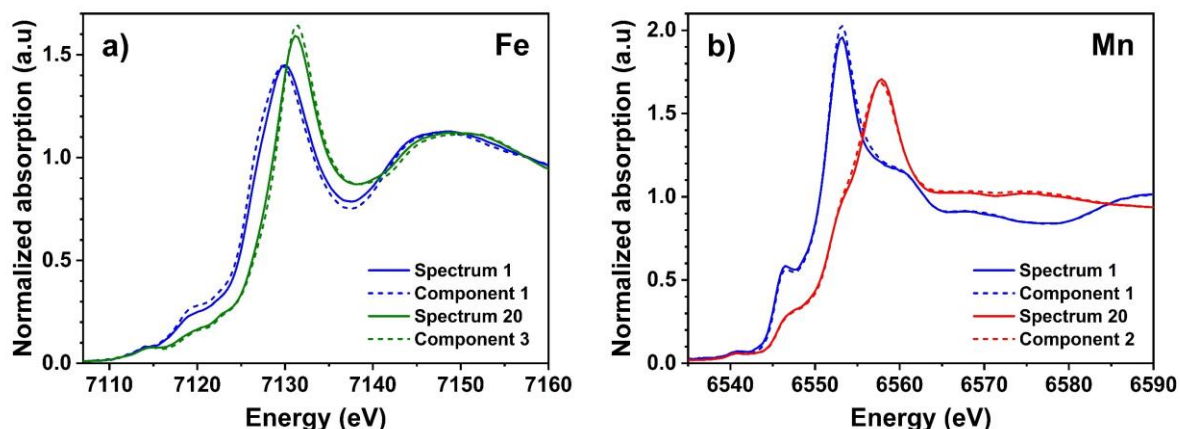 a)
Fe
Normalized absorption (a.u)
1.5
1.0
0.5
0.0
Spectrum 1
Component 1
Spectrum 20
Component 3
7110 7120 7130 7140 7150 7160
Energy (eV)
b)
Mn
Normalized absorption (a.u)
2.0
1.5
1.0
0.5
0.0
Spectrum 1
Component 1
Spectrum 20
Component 2
6540 6550 6560 6570 6580 6590
Energy (eV)